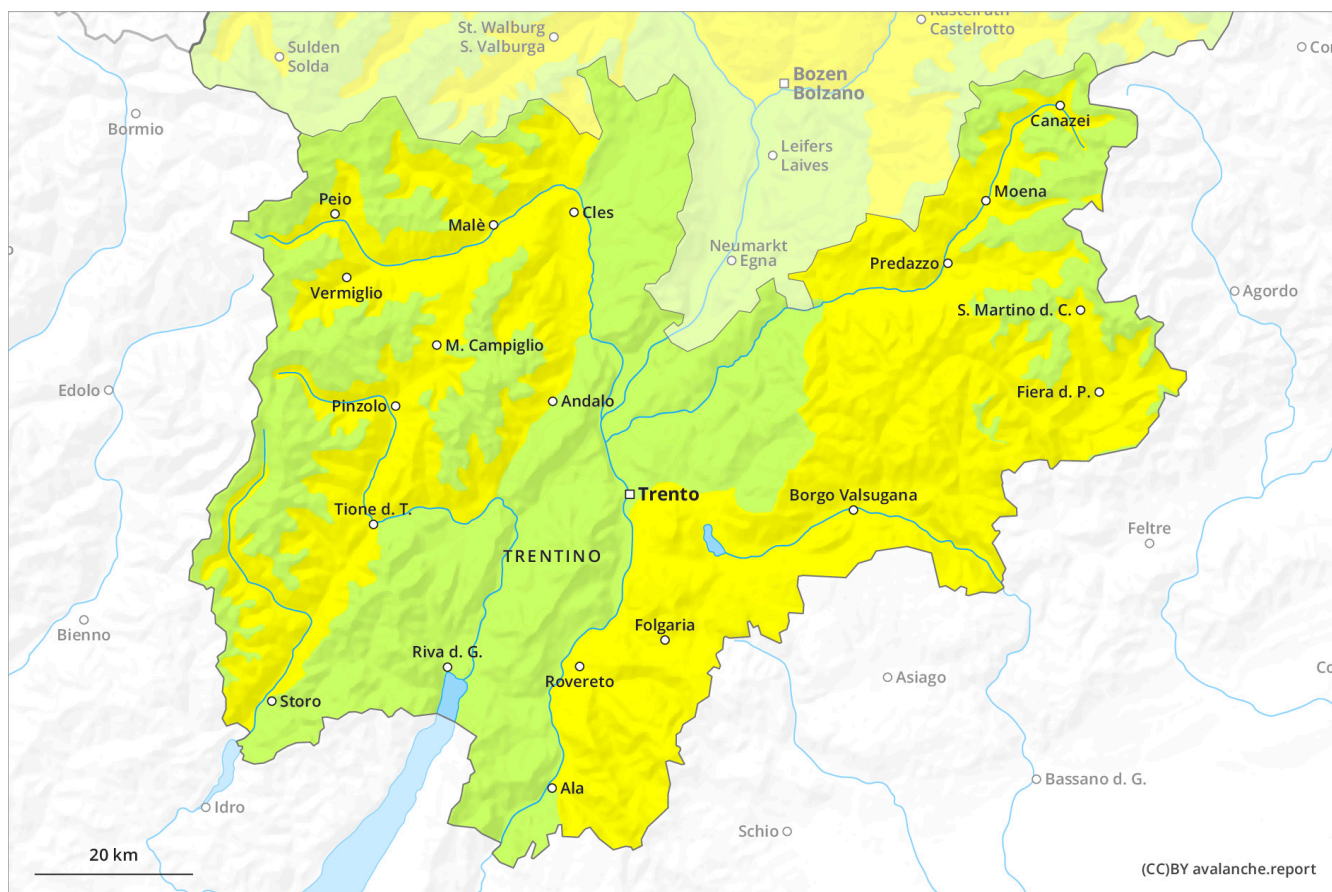 Kastelruth
Castelrotto
St. Walburg
S. Valburga
Sulden
Solda
Bozen
Bolzano
Bormio
Canazei
Leifers
Laives
Peio
Malè
Cles
Moena
Neumarkt
Egna
Predazzo
Vermiglio
Agordo
S. Martino d. C.
M. Campiglio
Edolo
Andalo
Fiera d. P.
Pinzolo
Trento
Borgo Valsugana
Tione d. T.
Feltre
TRENTINO
Bienno
Folgaria
Riva d. G.
Rovereto
Asiago
Storo
Bassano d. G.
Ala
Idro
Schio
20 km
(CC)BY avalanche.report